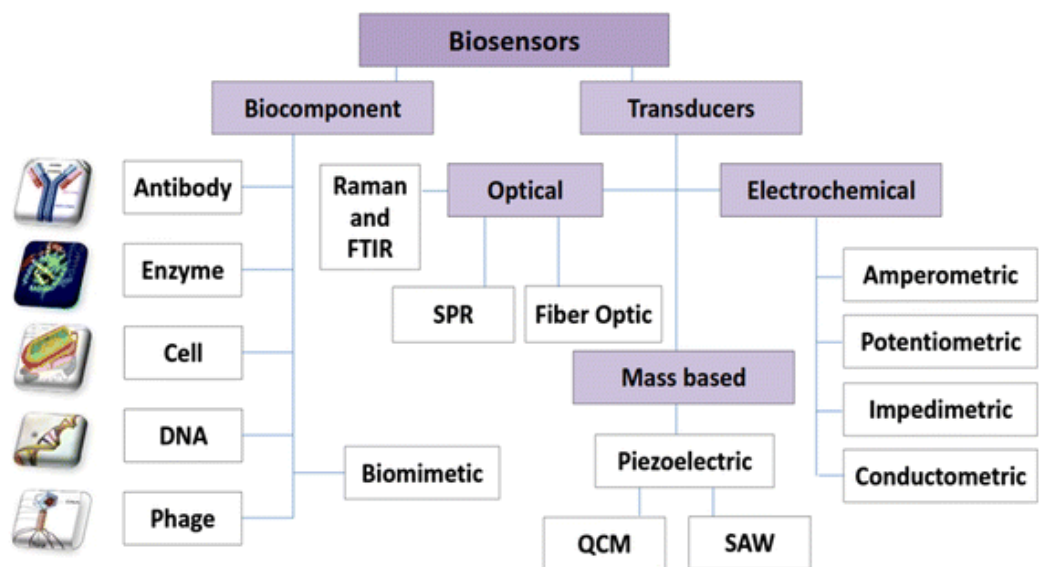 Biosensors
Biocomponent
Transducers
Antibody
Enzyme
Cell
DNA
Phage
Biomimetic
Raman
and
FTIR
Optical
SPR
Fiber Optic
Mass based
Piezoelectric
QCM
SAW
Electrochemical
Amperometric
Potentiometric
Impedimetric
Conductometric